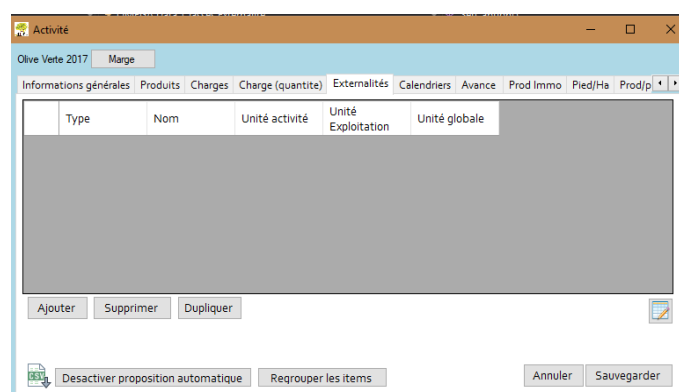 Activité
Olive Verte 2017 Marge
Informations générales Produits Charges Charge (quantite) Externalités Calendriers Avance Prod Immo Pied/Ha Prod/p
Type Nom Unité activité Unité Exploitation Unité globale
Ajouter Supprimer Dupliquer
CSV Desactiver proposition automatique Regrouper les items Annuler Sauvegarder